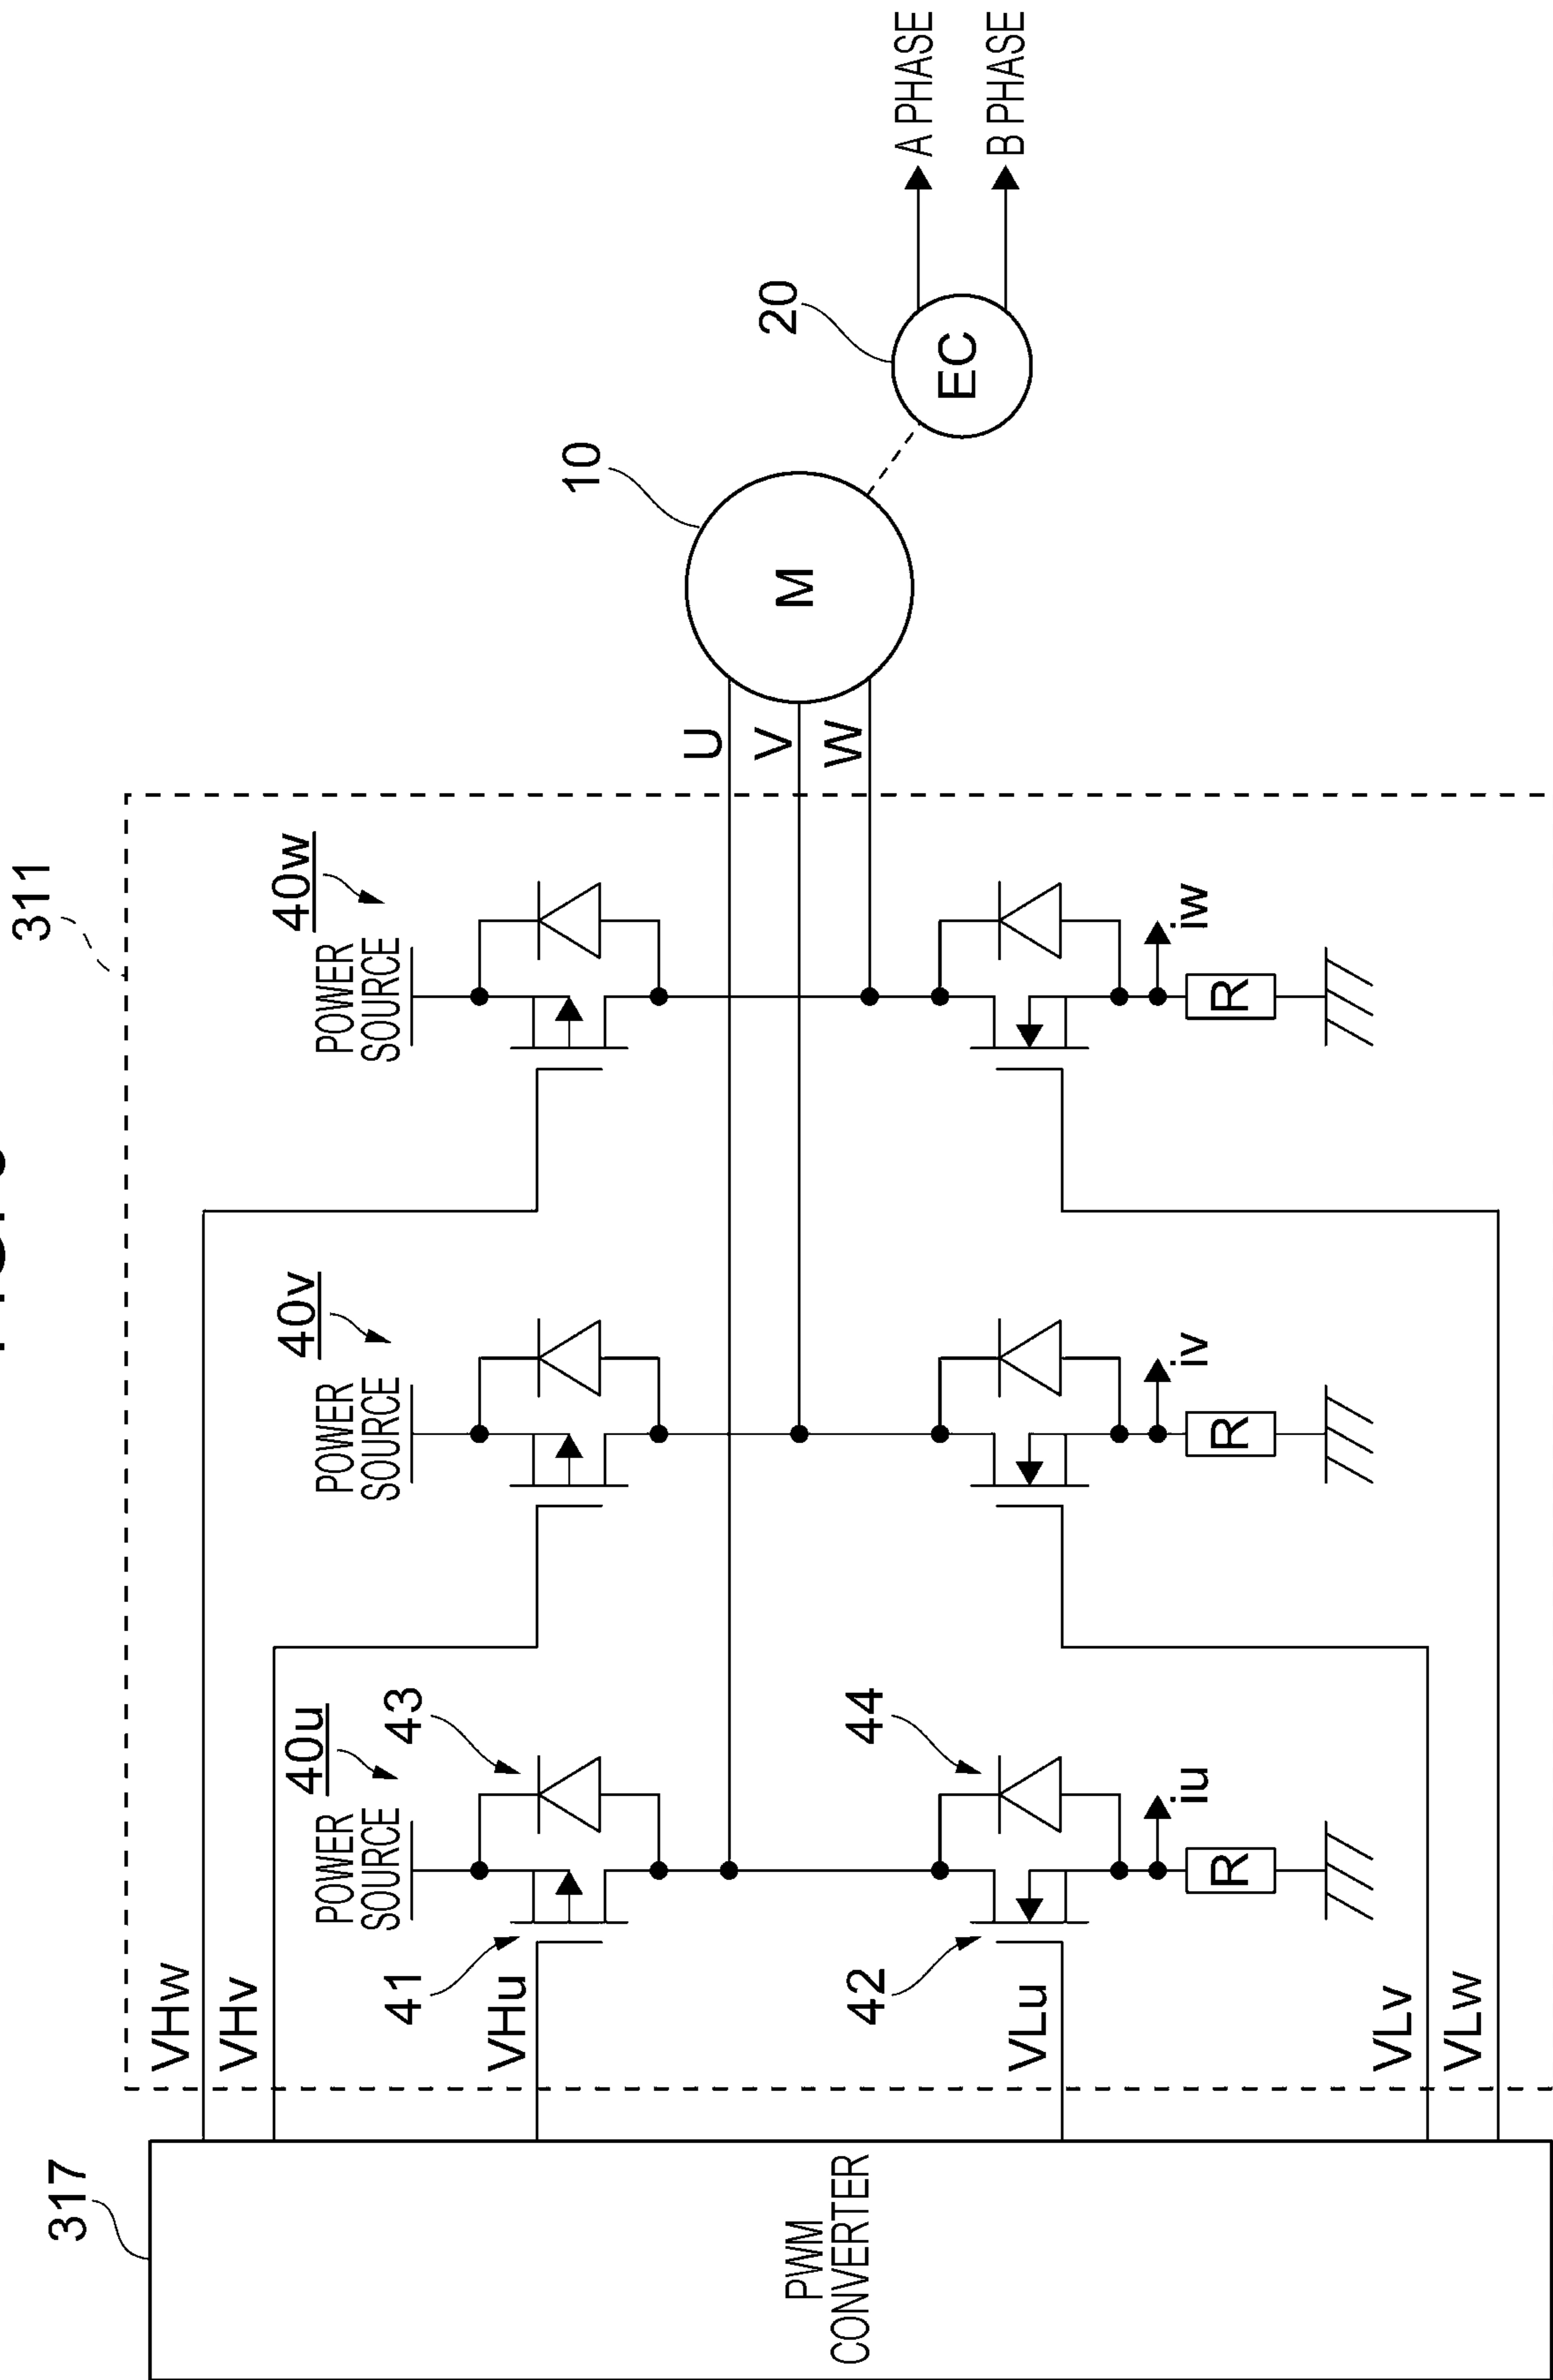 311
317
VHw
VHv
40u
40v
40w
POWER
SOURCE
POWER
SOURCE
POWER
SOURCE
41
43
VHu
10
U
V
W
M
20
EC
A PHASE
B PHASE
PWM
CONVERTER
42
44
VLu
iu
iv
iw
R
R
R
VLv
VLw